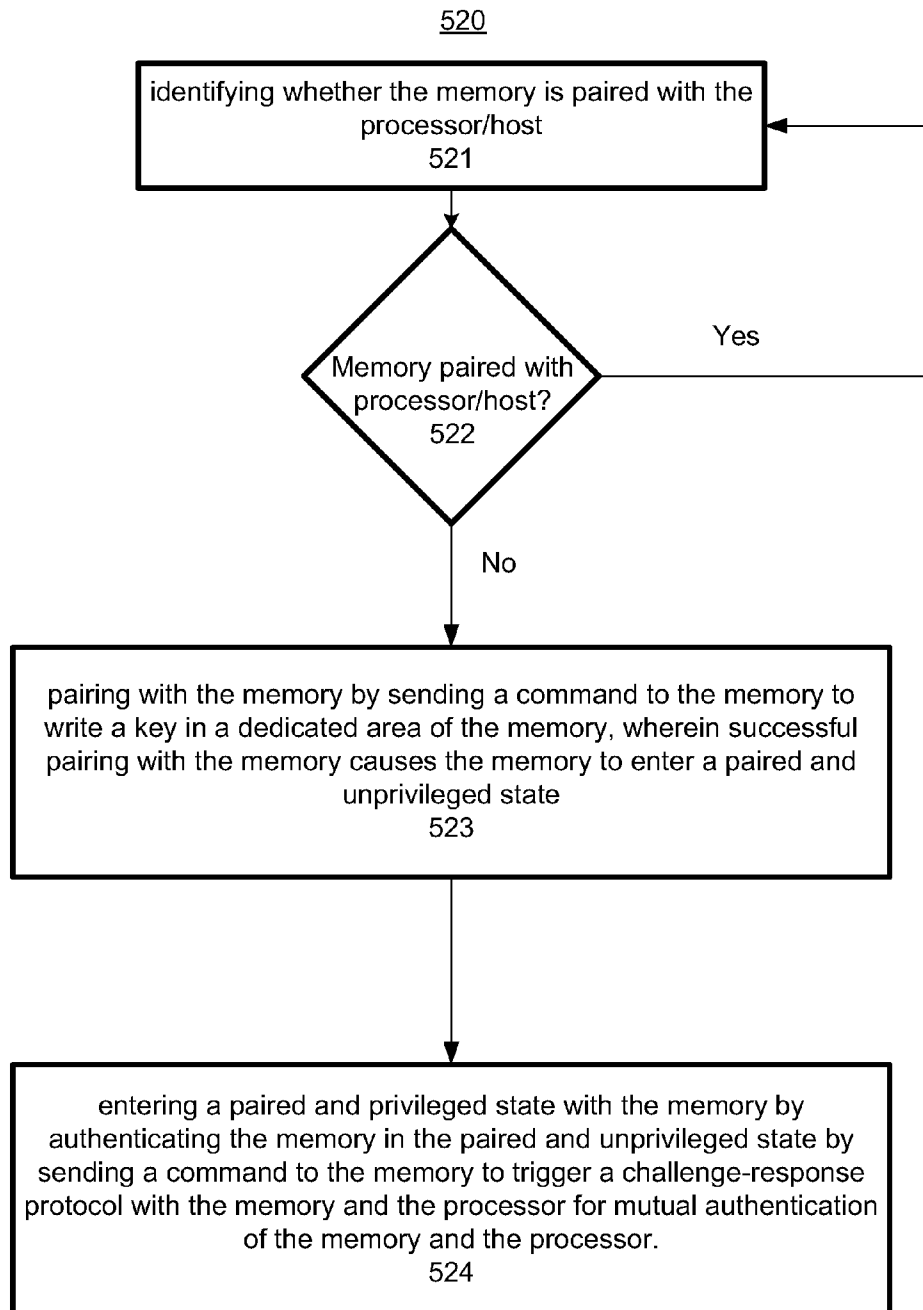 520
identifying whether the memory is paired with the
processor/host
521
Memory paired with
processor/host?
522
Yes
No
pairing with the memory by sending a command to the memory to
write a key in a dedicated area of the memory, wherein successful
pairing with the memory causes the memory to enter a paired and
unprivileged state
523
entering a paired and privileged state with the memory by
authenticating the memory in the paired and unprivileged state by
sending a command to the memory to trigger a challenge-response
protocol with the memory and the processor for mutual authentication
of the memory and the processor.
524